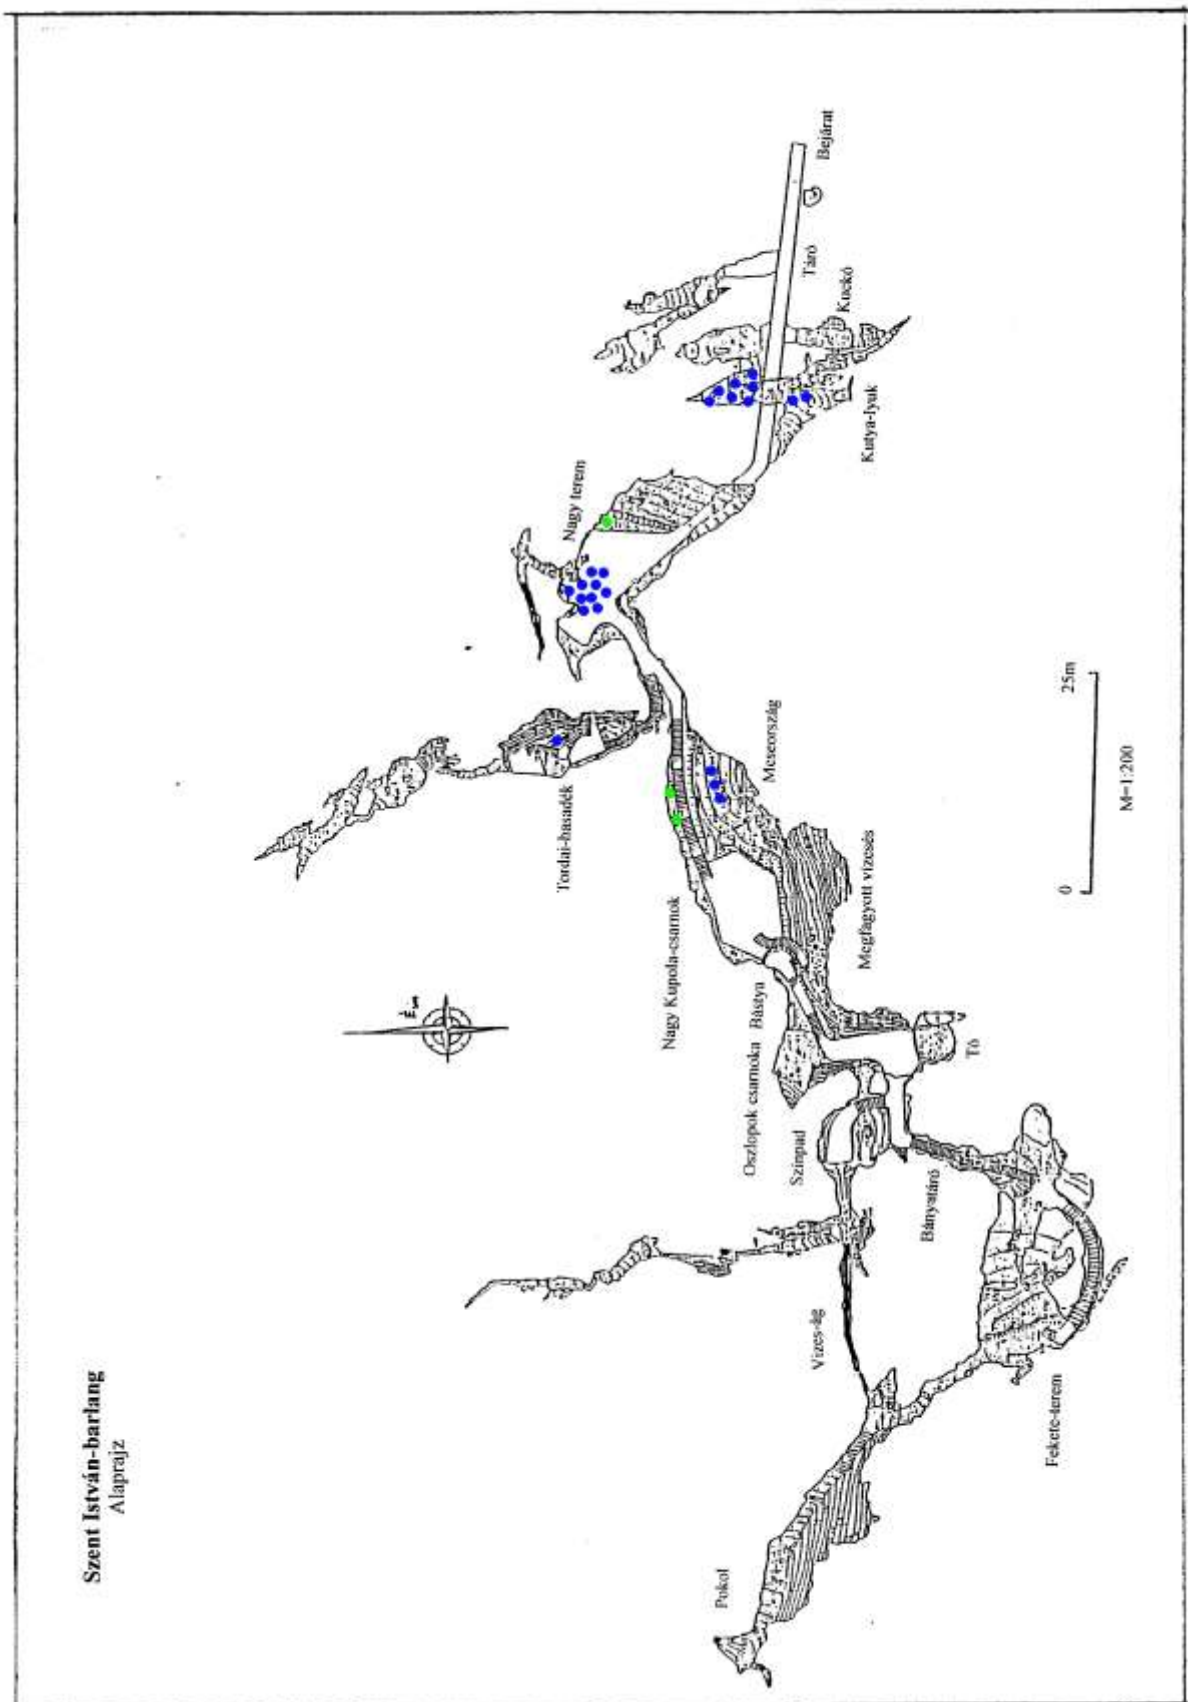 Szent István-barlang
Alaprajz
Pokol
Fekete-terem
Vizes-ág
Bányatáró
Színpad
Oszlopok csarnoka
Bástya
Tó
Nagy Kupola-csarnok
Megfagyott vízesés
Meseország
Tordai-hasadék
Nagy terem
Kutya-lyuk
Kuckó
Táró
Bejárat
É
0
25m
M=1:200